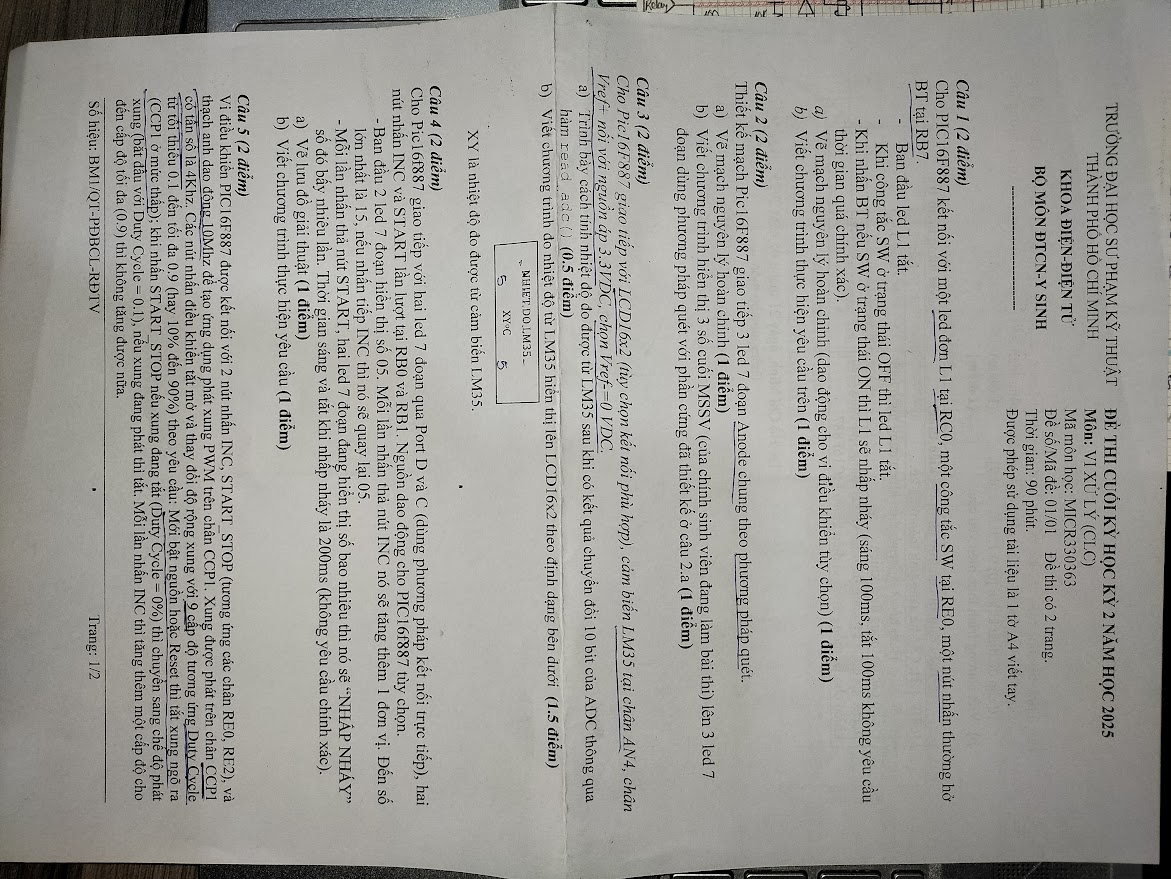 TRƯỜNG ĐẠI HỌC SƯ PHẠM KỸ THUẬT
THÀNH PHỐ HỒ CHÍ MINH
KHOA ĐIỆN-ĐIỆN TỬ
BỘ MÔN ĐTCN-Y SINH
ĐỀ THI CUỐI KỲ HỌC KỲ 2 NĂM HỌC 2025
Môn: VI XỬ LÝ (CLC)
Mã môn học: MICR330363
Đề số/Mã đề: 01/01 Đề thi có 2 trang.
Thời gian: 90 phút.
Được phép sử dụng tài liệu là 1 tờ A4 viết tay.
Câu 1 (2 điểm)
Cho PIC16F887 kết nối với một led đơn L1 tại RC0, một công tắc SW tại RE0, một nút nhấn thường hở
BT tại RB7.
- Ban đầu led L1 tắt.
- Khi công tắc SW ở trạng thái OFF thì led L1 tắt.
- Khi nhấn BT nếu SW ở trạng thái ON thì L1 sẽ nhấp nháy (sáng 100ms, tắt 100ms không yêu cầu
thời gian quá chính xác).
a) Vẽ mạch nguyên lý hoàn chỉnh (dao động cho vi điều khiển tùy chọn) (1 điểm)
b) Viết chương trình thực hiện yêu cầu trên (1 điểm)
Câu 2 (2 điểm)
Thiết kế mạch Pic16F887 giao tiếp 3 led 7 đoạn Anode chung theo phương pháp quét.
a) Vẽ mạch nguyên lý hoàn chỉnh (1 điểm)
b) Viết chương trình hiển thị 3 số cuối MSSV (của chính sinh viên đang làm bài thi) lên 3 led 7
đoạn dùng phương pháp quét với phần cứng đã thiết kế ở câu 2.a (1 điểm)
Câu 3 (2 điểm)
Cho Pic16F887 giao tiếp với LCD16x2 (tùy chọn kết nối phù hợp), cảm biến LM35 tại chân AN4, chân
Vref+ nối với nguồn áp 3.3VDC, chọn Vref-=0 VDC.
a) Trình bày cách tính nhiệt độ đo được từ LM35 sau khi có kết quả chuyển đổi 10 bit của ADC thông qua
hàm read_adc() (0.5 điểm)
b) Viết chương trình đo nhiệt độ từ LM35 hiển thị lên LCD16x2 theo định dạng bên dưới (1.5 điểm)
NHIET.DO.LM35
5 XYºC 5
XY là nhiệt độ đo được từ cảm biến LM35.
Câu 4 (2 điểm)
Cho Pic16f887 giao tiếp với hai led 7 đoạn qua Port D và C (dùng phương pháp kết nối trực tiếp), hai
nút nhấn INC và START lần lượt tại RB0 và RB1. Nguồn dao động cho PIC16f887 tùy chọn.
- Ban đầu 2 led 7 đoạn hiển thị số 05. Mỗi lần nhấn thả nút INC nó sẽ tăng thêm 1 đơn vị. Đến số
lớn nhất là 15, nếu nhấn tiếp INC thì nó sẽ quay lại 05.
- Mỗi lần nhấn thả nút START, hai led 7 đoạn đang hiển thị số bao nhiêu thì nó sẽ “NHẤP NHÁY”
số đó bấy nhiêu lần. Thời gian sáng và tắt khi nhấp nháy là 200ms (không yêu cầu chính xác).
a) Vẽ lưu đồ giải thuật (1 điểm)
b) Viết chương trình thực hiện yêu cầu (1 điểm)
Câu 5 (2 điểm)
Vi điều khiển PIC16F887 được kết nối với 2 nút nhấn INC, START_STOP (tương ứng các chân RE0, RE2), và
thạch anh dao động 10Mhz để tạo ứng dụng phát xung PWM trên chân CCP1. Xung được phát trên chân CCP1
có tần số là 4Khz. Các nút nhấn điều khiển tắt mở và thay đổi độ rộng xung với 9 cấp độ tương ứng Duty Cycle
từ tối thiểu 0.1 đến tối đa 0.9 (hay 10% đến 90%) theo yêu cầu: Mới bật nguồn hoặc Reset thì tắt xung ngõ ra
(CCP1 ở mức thấp); khi nhấn START_STOP nếu xung đang tắt (Duty Cycle = 0%) thì chuyển sang chế độ phát
xung (bắt đầu với Duty Cycle = 0.1), nếu xung đang phát thì tắt. Mỗi lần nhấn INC thì tăng thêm một cấp độ cho
đến cấp độ tối đa (0.9) thì không tăng được nữa.
Số hiệu: BM1/QT-PĐBCL-RĐTV
Trang: 1/2